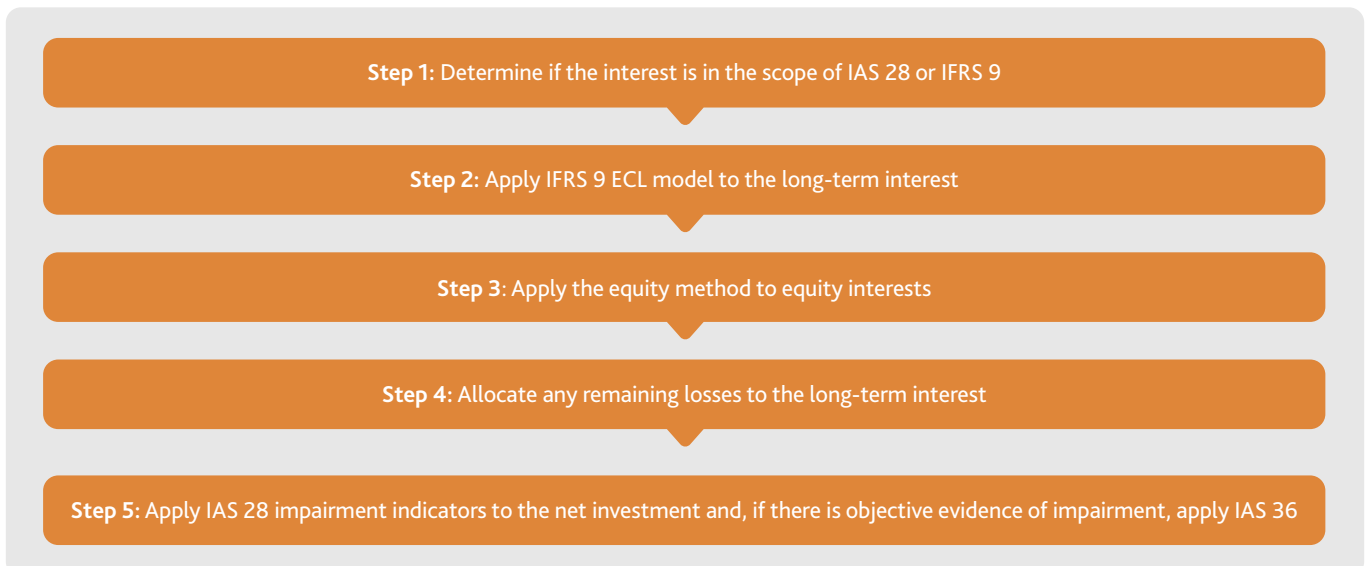 Step 1: Determine if the interest is in the scope of IAS 28 or IFRS 9
Step 2: Apply IFRS 9 ECL model to the long-term interest
Step 3: Apply the equity method to equity interests
Step 4: Allocate any remaining losses to the long-term interest
Step 5: Apply IAS 28 impairment indicators to the net investment and, if there is objective evidence of impairment, apply IAS 36